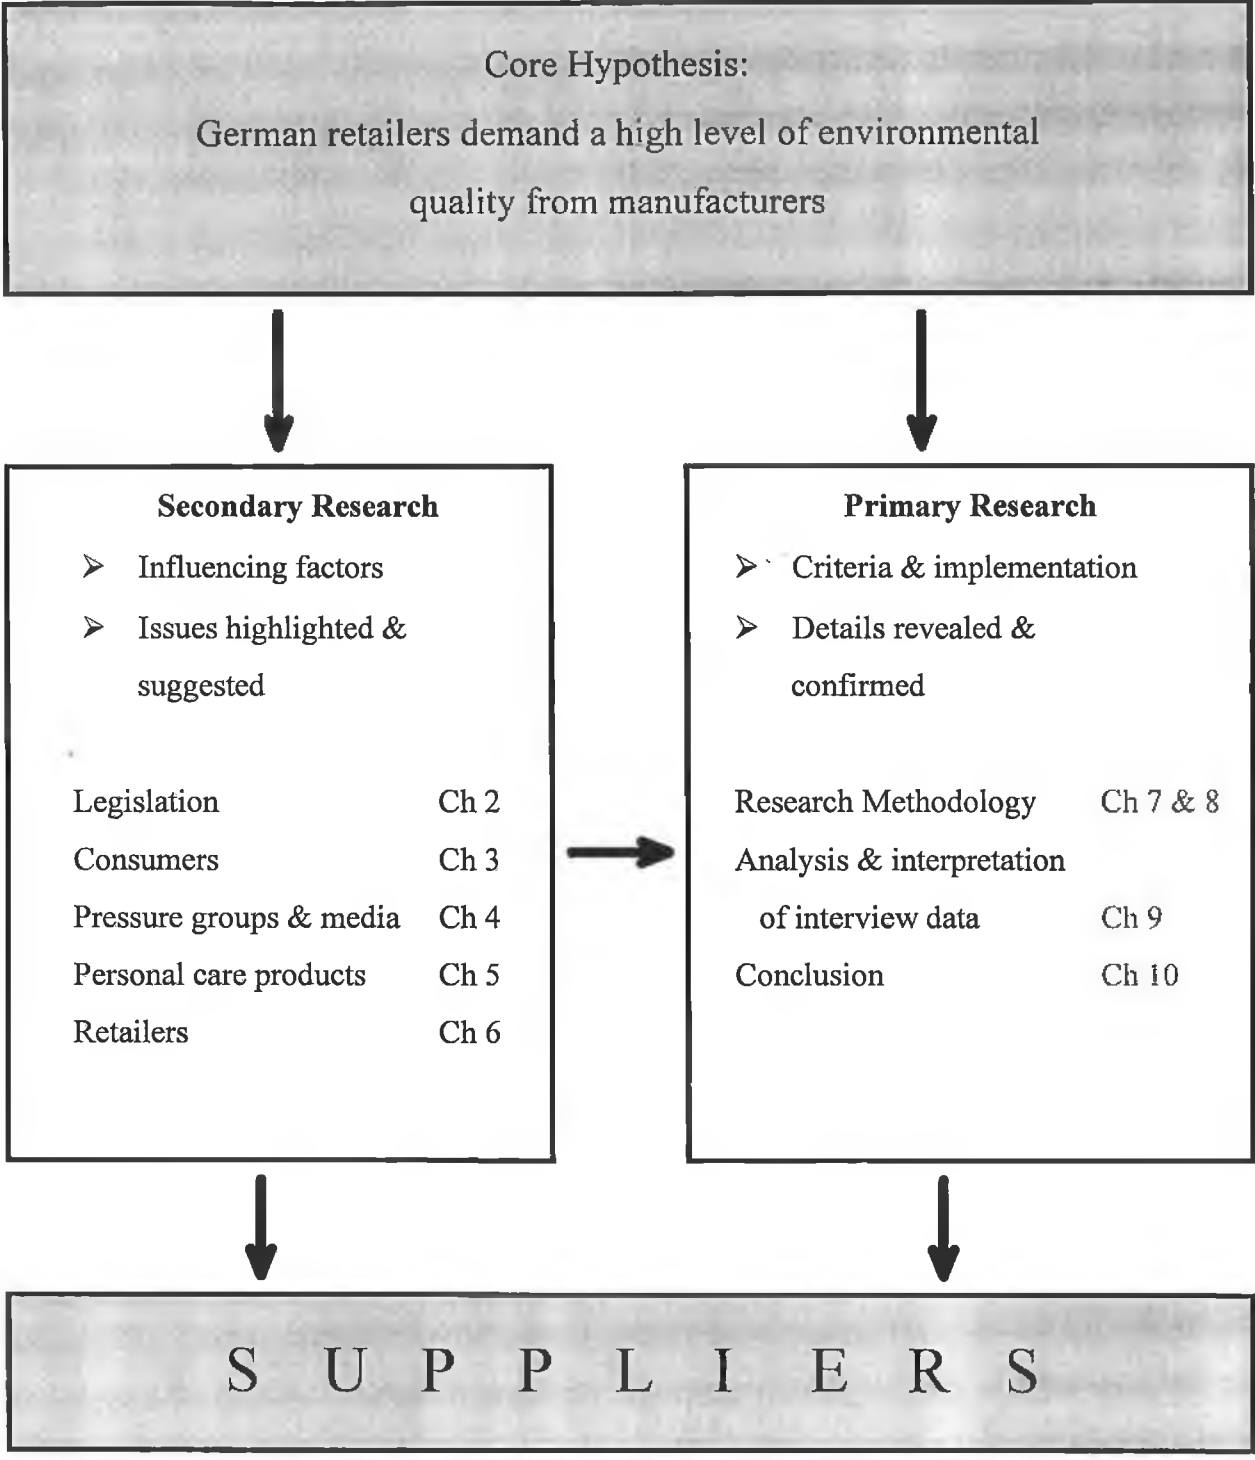 Core Hypothesis:
German retailers demand a high level of environmental
quality from manufacturers
Secondary Research
➢ Influencing factors
➢ Issues highlighted &
suggested
Legislation Ch 2
Consumers Ch 3
Pressure groups & media Ch 4
Personal care products Ch 5
Retailers Ch 6
Primary Research
➢ Criteria & implementation
➢ Details revealed &
confirmed
Research Methodology Ch 7 & 8
Analysis & interpretation
of interview data Ch 9
Conclusion Ch 10
S U P P L I E R S